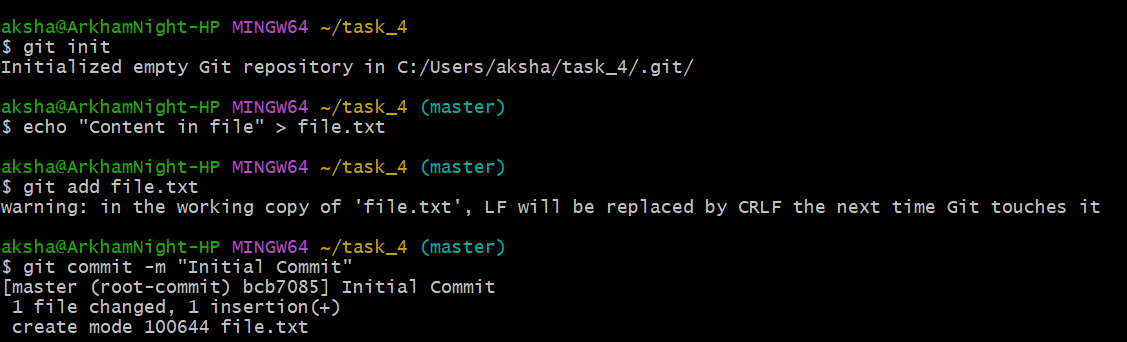 aksha@ArkhamNight-HP MINGW64 ~/task_4
$ git init
Initialized empty Git repository in C:/Users/aksha/task_4/.git/
aksha@ArkhamNight-HP MINGW64 ~/task_4 (master)
$ echo "Content in file" > file.txt
aksha@ArkhamNight-HP MINGW64 ~/task_4 (master)
$ git add file.txt
warning: in the working copy of 'file.txt', LF will be replaced by CRLF the next time Git touches it
aksha@ArkhamNight-HP MINGW64 ~/task_4 (master)
$ git commit -m "Initial Commit"
[master (root-commit) bcb7085] Initial Commit
 1 file changed, 1 insertion(+)
 create mode 100644 file.txt